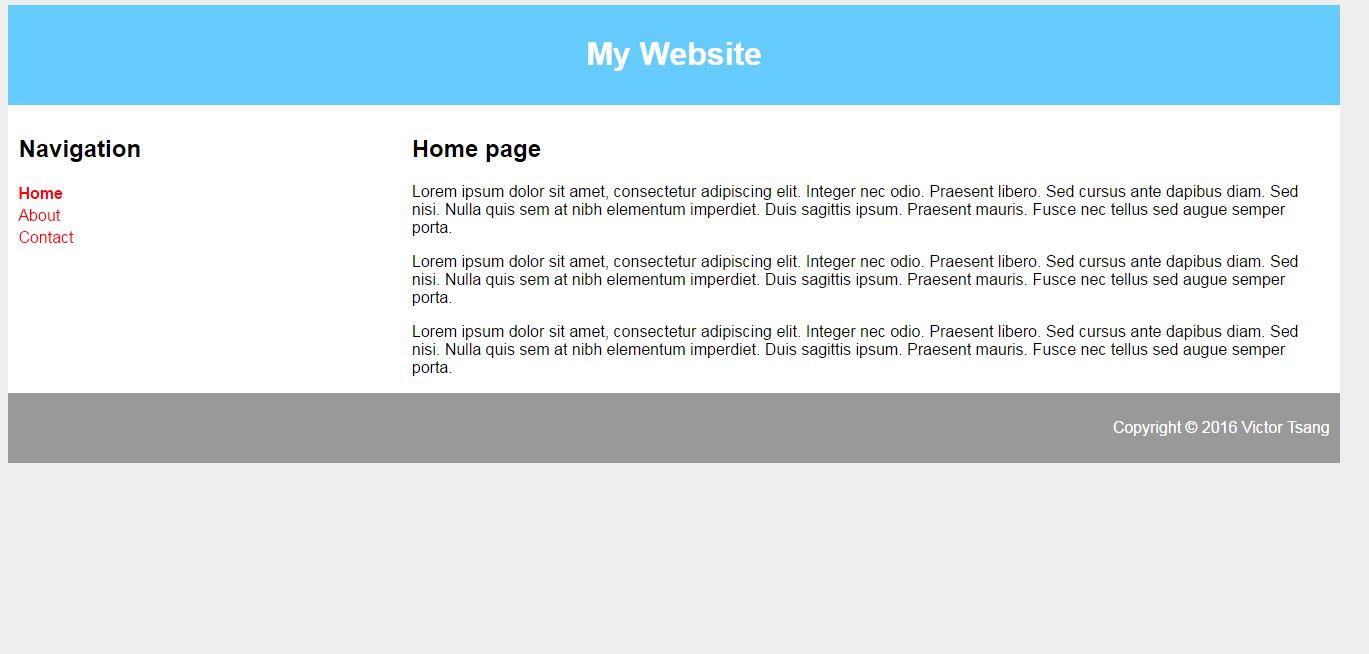 My Website
Navigation
Home
About
Contact
Home page
Lorem ipsum dolor sit amet, consectetur adipiscing elit. Integer nec odio. Praesent libero. Sed cursus ante dapibus diam. Sed
nisi. Nulla quis sem at nibh elementum imperdiet. Duis sagittis ipsum. Praesent mauris. Fusce nec tellus sed augue semper
porta.
Lorem ipsum dolor sit amet, consectetur adipiscing elit. Integer nec odio. Praesent libero. Sed cursus ante dapibus diam. Sed
nisi. Nulla quis sem at nibh elementum imperdiet. Duis sagittis ipsum. Praesent mauris. Fusce nec tellus sed augue semper
porta.
Lorem ipsum dolor sit amet, consectetur adipiscing elit. Integer nec odio. Praesent libero. Sed cursus ante dapibus diam. Sed
nisi. Nulla quis sem at nibh elementum imperdiet. Duis sagittis ipsum. Praesent mauris. Fusce nec tellus sed augue semper
porta.
Copyright © 2016 Victor Tsang